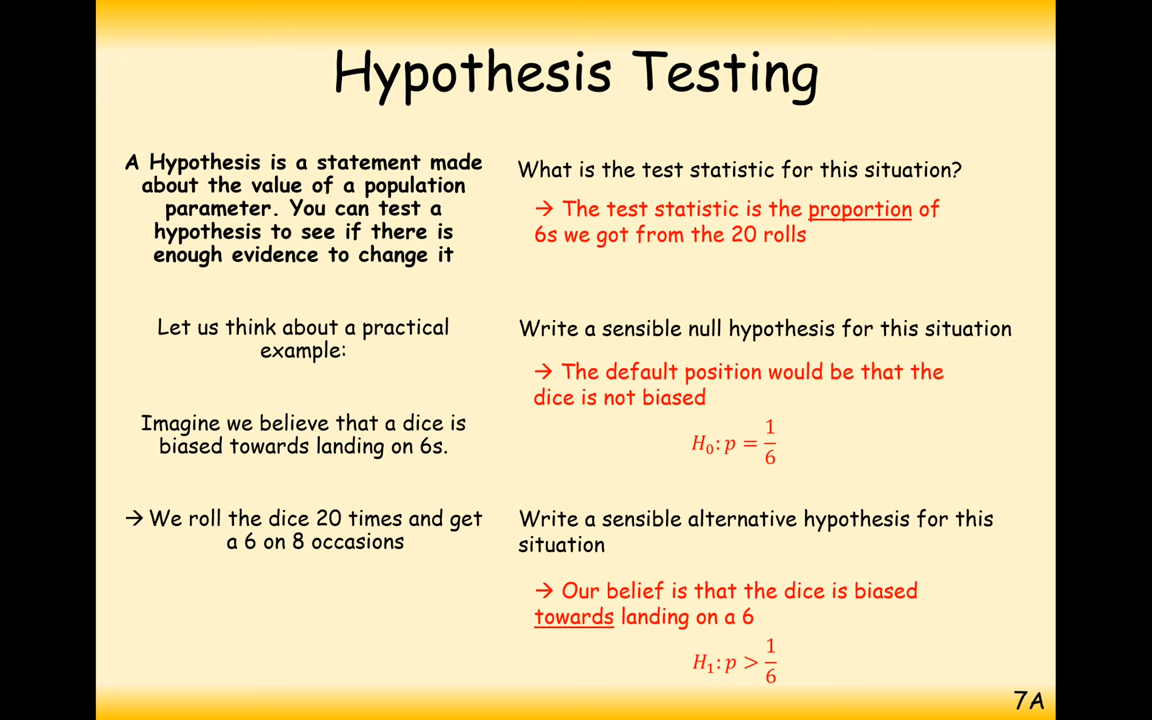 Hypothesis Testing
A Hypothesis is a statement made
about the value of a population
parameter. You can test a
hypothesis to see if there is
enough evidence to change it
Let us think about a practical
example:
Imagine we believe that a dice is
biased towards landing on 6s.
→ We roll the dice 20 times and get
a 6 on 8 occasions
What is the test statistic for this situation?
→ The test statistic is the proportion of
6s we got from the 20 rolls
Write a sensible null hypothesis for this situation
→ The default position would be that the
dice is not biased
H₀: p = 1/6
Write a sensible alternative hypothesis for this
situation
→ Our belief is that the dice is biased
towards landing on a 6
H₁: p > 1/6
7A